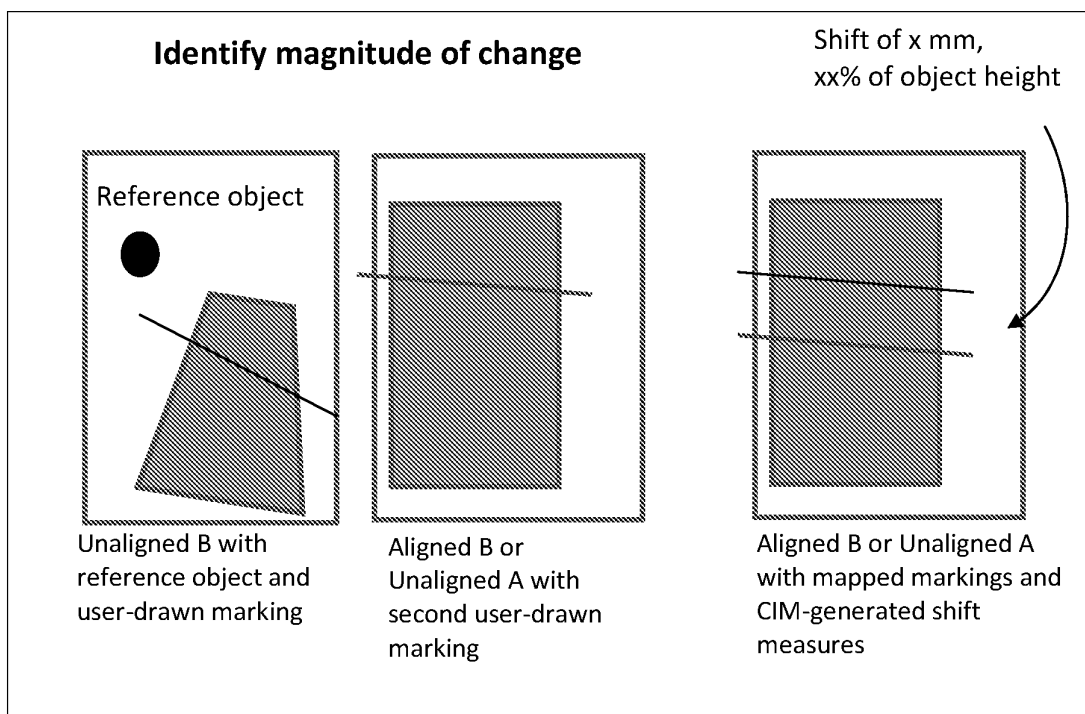 Identify magnitude of change
Shift of x mm,
xx% of object height
Reference object
Unaligned B with
reference object and
user-drawn marking
Aligned B or
Unaligned A with
second user-drawn
marking
Aligned B or Unaligned A
with mapped markings and
CIM-generated shift
measures